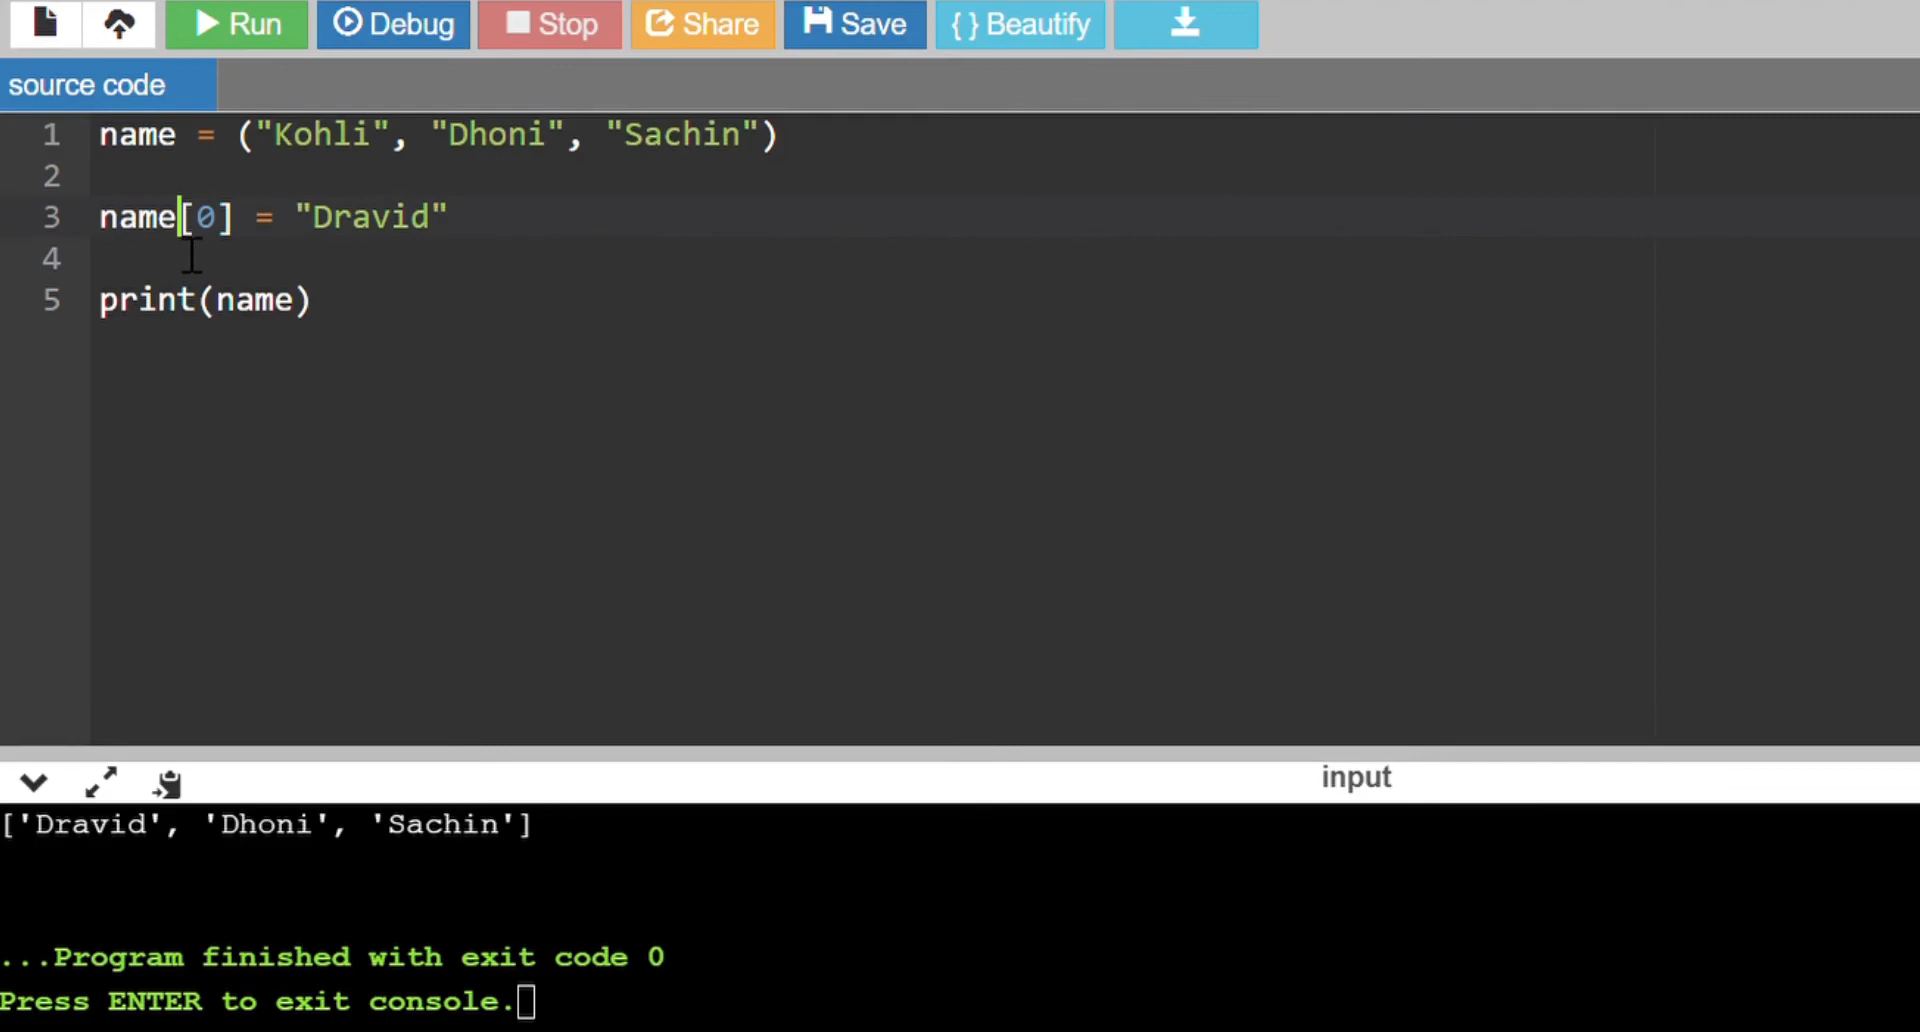 Run Debug Stop Share Save { } Beautify
source code
1 name = ("Kohli", "Dhoni", "Sachin")
2
3 name[0] = "Dravid"
4
5 print(name)
input
['Dravid', 'Dhoni', 'Sachin']
...Program finished with exit code 0
Press ENTER to exit console.